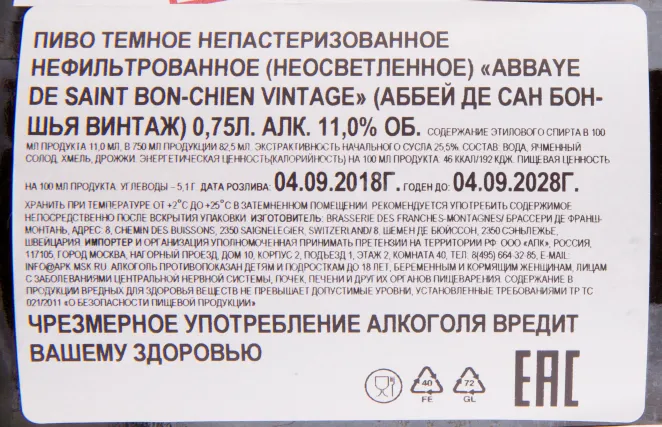 ПИВО ТЕМНОЕ НЕПАСТЕРИЗОВАННОЕ
НЕФИЛЬТРОВАННОЕ (НЕОСВЕТЛЕННОЕ) «ABBAYE
DE SAINT BON-CHIEN VINTAGE» (АББЕЙ ДЕ САН БОН-
ШЬЯ ВИНТАЖ) 0,75Л. АЛК. 11,0% ОБ. СОДЕРЖАНИЕ ЭТИЛОВОГО СПИРТА В 100
МЛ ПРОДУКТА 11,0 МЛ, В 750 МЛ ПРОДУКЦИИ 82,5 МЛ. ЭКСТРАКТИВНОСТЬ НАЧАЛЬНОГО СУСЛА 25,5%. СОСТАВ: ВОДА, ЯЧМЕННЫЙ
СОЛОД, ХМЕЛЬ, ДРОЖЖИ. ЭНЕРГЕТИЧЕСКАЯ ЦЕННОСТЬ(КАЛОРИЙНОСТЬ) НА 100 МЛ ПРОДУКТА: 46 ККАЛ/192 КДЖ. ПИЩЕВАЯ ЦЕННОСТЬ
НА 100 МЛ ПРОДУКТА: УГЛЕВОДЫ – 5,1 Г. ДАТА РОЗЛИВА: 04.09.2018Г. ГОДЕН ДО: 04.09.2028Г.
ХРАНИТЬ ПРИ ТЕМПЕРАТУРЕ ОТ +2°С ДО +25°С В ЗАТЕМНЕННОМ ПОМЕЩЕНИИ. РЕКОМЕНДУЕТСЯ УПОТРЕБИТЬ СОДЕРЖИМОЕ
НЕПОСРЕДСТВЕННО ПОСЛЕ ВСКРЫТИЯ УПАКОВКИ. ИЗГОТОВИТЕЛЬ: BRASSERIE DES FRANCHES-MONTAGNES/ БРАССЕРИ ДЕ ФРАНШ-
МОНТАНЬ, АДРЕС: 8, CHEMIN DES BUISSONS, 2350 SAIGNELEGIER, SWITZERLAND/ 8. ШЕМЕН ДЕ БЮИССОН, 2350 СЭНЬЛЕЖЬЕ,
ШВЕЙЦАРИЯ. ИМПОРТЕР И ОРГАНИЗАЦИЯ УПОЛНОМОЧЕННАЯ ПРИНИМАТЬ ПРЕТЕНЗИИ НА ТЕРРИТОРИИ РФ: ООО «АПК», РОССИЯ,
117105, ГОРОД МОСКВА, НАГОРНЫЙ ПРОЕЗД, ДОМ 10, КОРПУС 2, ПОДЪЕЗД 1, ЭТАЖ 2, КОМНАТА 40, ТЕЛ. 8(495) 664-32-85, E-MAIL:
INFO@APK.MSK.RU. АЛКОГОЛЬ ПРОТИВОПОКАЗАН ДЕТЯМ И ПОДРОСТКАМ ДО 18 ЛЕТ, БЕРЕМЕННЫМ И КОРМЯЩИМ ЖЕНЩИНАМ, ЛИЦАМ
С ЗАБОЛЕВАНИЯМИ ЦЕНТРАЛЬНОЙ НЕРВНОЙ СИСТЕМЫ, ПОЧЕК, ПЕЧЕНИ И ДРУГИХ ОРГАНОВ ПИЩЕВАРЕНИЯ. СОДЕРЖАНИЕ В
ПРОДУКЦИИ ВРЕДНЫХ ДЛЯ ЗДОРОВЬЯ ВЕЩЕСТВ НЕ ПРЕВЫШАЕТ ДОПУСТИМЫЕ УРОВНИ, УСТАНОВЛЕННЫЕ ТРЕБОВАНИЯМИ ТР ТС
021/2011 «О БЕЗОПАСНОСТИ ПИЩЕВОЙ ПРОДУКЦИИ»
ЧРЕЗМЕРНОЕ УПОТРЕБЛЕНИЕ АЛКОГОЛЯ ВРЕДИТ
ВАШЕМУ ЗДОРОВЬЮ
40 72 EAC
FE GL